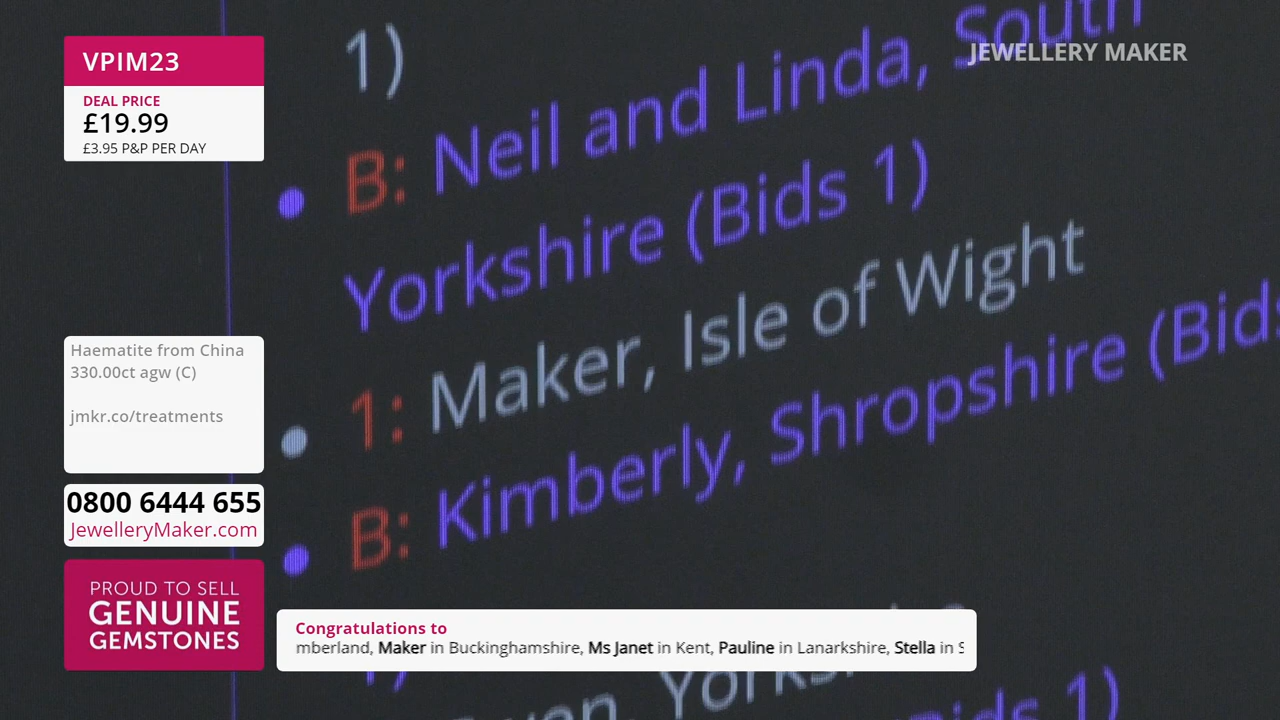 VPIM23
DEAL PRICE
£19.99
£3.95 P&P PER DAY
JEWELLERY MAKER
1)
B: Neil and Linda, South
Yorkshire (Bids 1)
1: Maker, Isle of Wight
B: Kimberly, Shropshire (Bids
Haematite from China
330.00ct agw (C)
jmkr.co/treatments
0800 6444 655
JewelleryMaker.com
PROUD TO SELL
GENUINE
GEMSTONES
Congratulations to
mberland, Maker in Buckinghamshire, Ms Janet in Kent, Pauline in Lanarkshire, Stella in S
1)